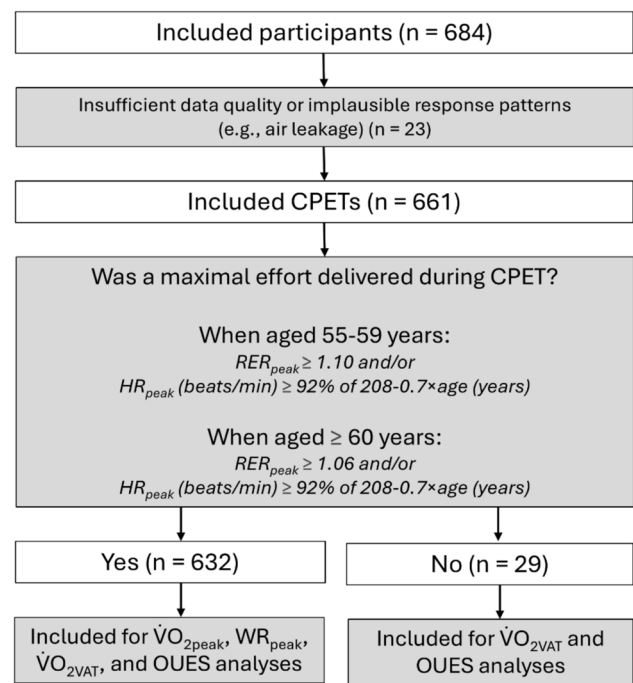 Included participants (n = 684)
Insufficient data quality or implausible response patterns
(e.g., air leakage) (n = 23)
Included CPETs (n = 661)
Was a maximal effort delivered during CPET?
When aged 55-59 years:
RERpeak ≥ 1.10 and/or
HRpeak (beats/min) ≥ 92% of 208-0.7×age (years)
When aged ≥ 60 years:
RERpeak ≥ 1.06 and/or
HRpeak (beats/min) ≥ 92% of 208-0.7×age (years)
Yes (n = 632)
No (n = 29)
Included for V̇O2peak, WRpeak,
V̇O2VAT, and OUES analyses
Included for V̇O2VAT and
OUES analyses